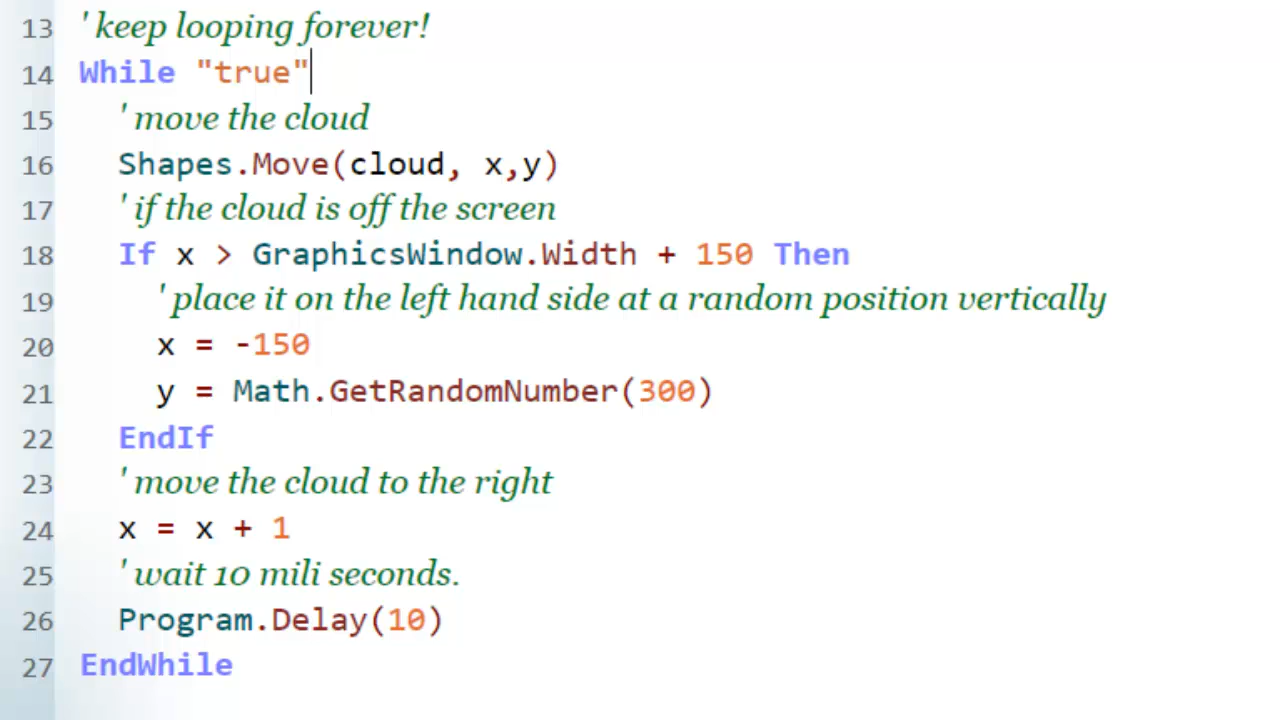 13 ' keep looping forever!
14 While "true"
15 ' move the cloud
16 Shapes.Move(cloud, x,y)
17 ' if the cloud is off the screen
18 If x > GraphicsWindow.Width + 150 Then
19 ' place it on the left hand side at a random position vertically
20 x = -150
21 y = Math.GetRandomNumber(300)
22 EndIf
23 ' move the cloud to the right
24 x = x + 1
25 ' wait 10 mili seconds.
26 Program.Delay(10)
27 EndWhile